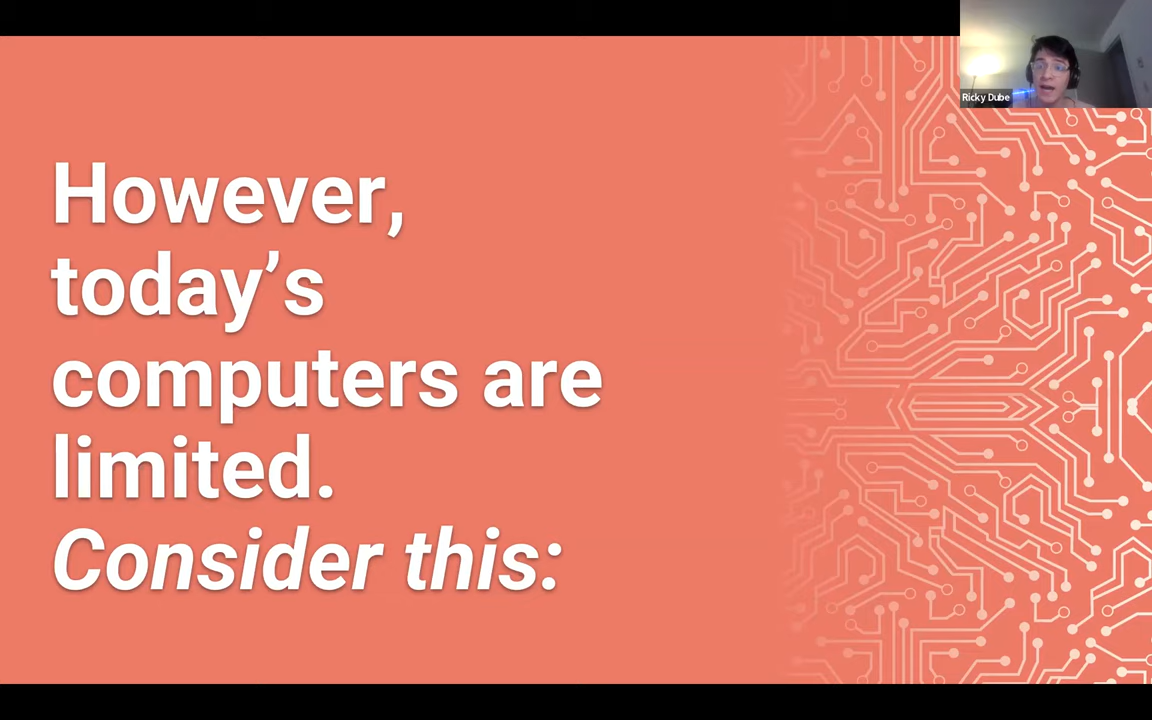 Ricky Dube
However,
today’s
computers are
limited.
Consider this: